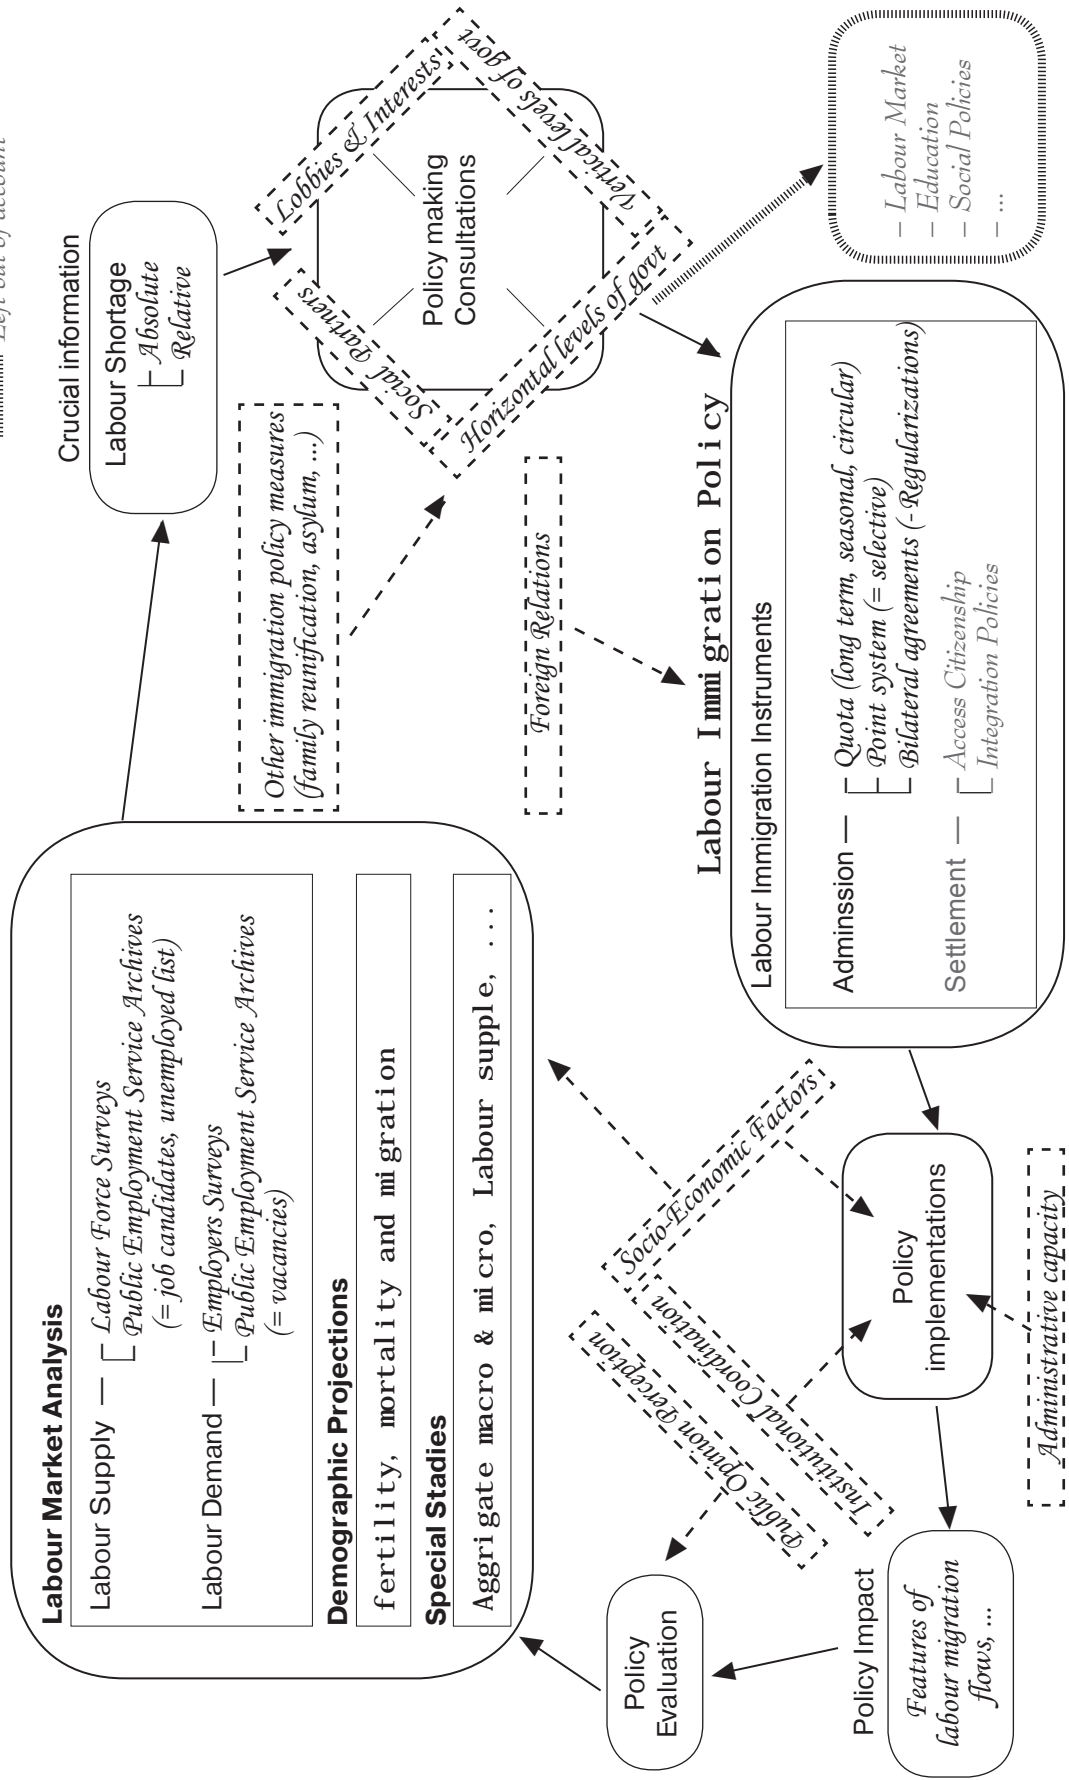 Left out of account
Labour Market Analysis
Labour Supply
Labour Force Surveys
Public Employment Service Archives
(= job candidates, unemployed list)
Labour Demand
Employers Surveys
Public Employment Service Archives
(= vacancies)
Demographic Projections
fertility, mortality and migration
Special Stadies
Aggrigate macro & micro, Labour supple, ...
Crucial information
Labour Shortage
Absolute
Relative
Other immigration policy measures
(family reunification, asylum, ...)
Lobbies & Interests
Vertical levels of govt
Social Partners
Horizontal levels of govt
Policy making
Consultations
Foreign Relations
– Labour Market
– Education
– Social Policies
– ...
Labour Immigration Policy
Labour Immigration Instruments
Adminssion
Quota (long term, seasonal, circular)
Point system (= selective)
Bilateral agreements (- Regularizations)
Settlement
Access Citizenship
Integration Policies
Socio-Economic Factors
Institutional Coordination
Public Opinion Perception
Policy
implementations
Administrative capacity
Policy Impact
Features of
labour migration
flows, ...
Policy
Evaluation